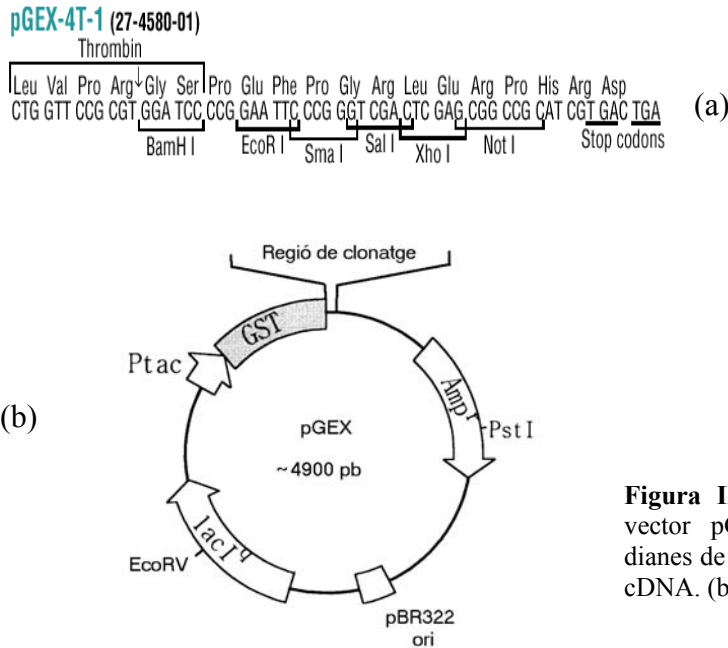 pGEX-4T-1 (27-4580-01)
Thrombin
Leu Val Pro Arg↓Gly Ser Pro Glu Phe Pro Gly Arg Leu Glu Arg Pro His Arg Asp
CTG GTT CCG CGT GGA TCC CCG GAA TTC CCG GGT CGA CTC GAG CGG CCG CAT CGT GAC TGA
(a)
BamH I EcoR I Sma I Sal I Xho I Not I Stop codons
Regió de clonatge
GST
Ptac
Ampʳ
(b)
pGEX
PstI
~4900 pb
lacI^q
EcoRV
pBR322
ori
Figura I
vector p
dianes de
cDNA. (b